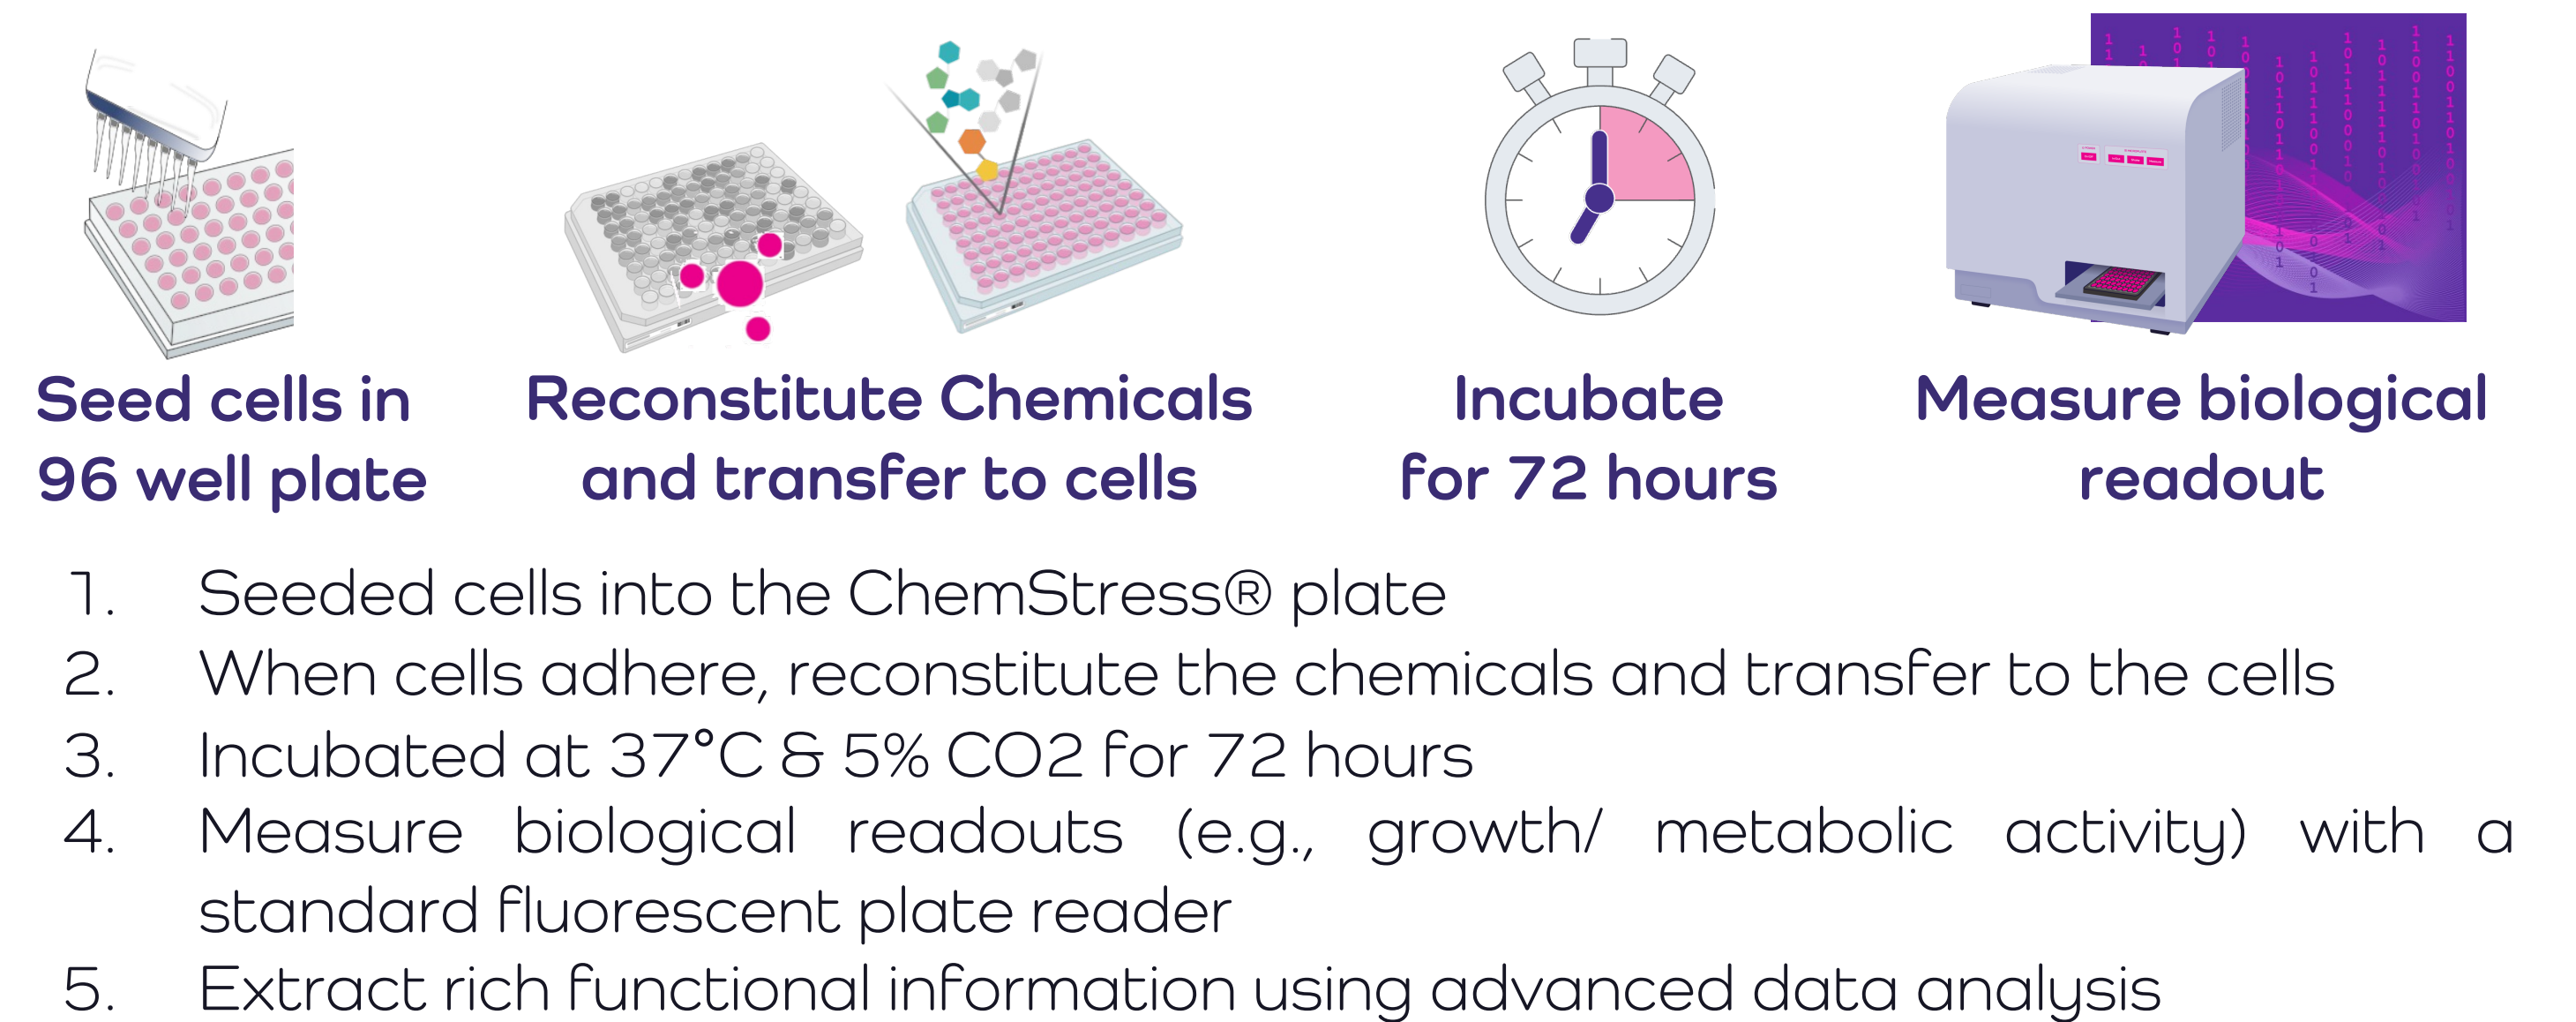 Seed cells in
96 well plate
Reconstitute Chemicals
and transfer to cells
Incubate
for 72 hours
Measure biological
readout
1. Seeded cells into the ChemStress® plate
2. When cells adhere, reconstitute the chemicals and transfer to the cells
3. Incubated at 37°C & 5% CO2 for 72 hours
4. Measure biological readouts (e.g., growth/ metabolic activity) with a
standard fluorescent plate reader
5. Extract rich functional information using advanced data analysis